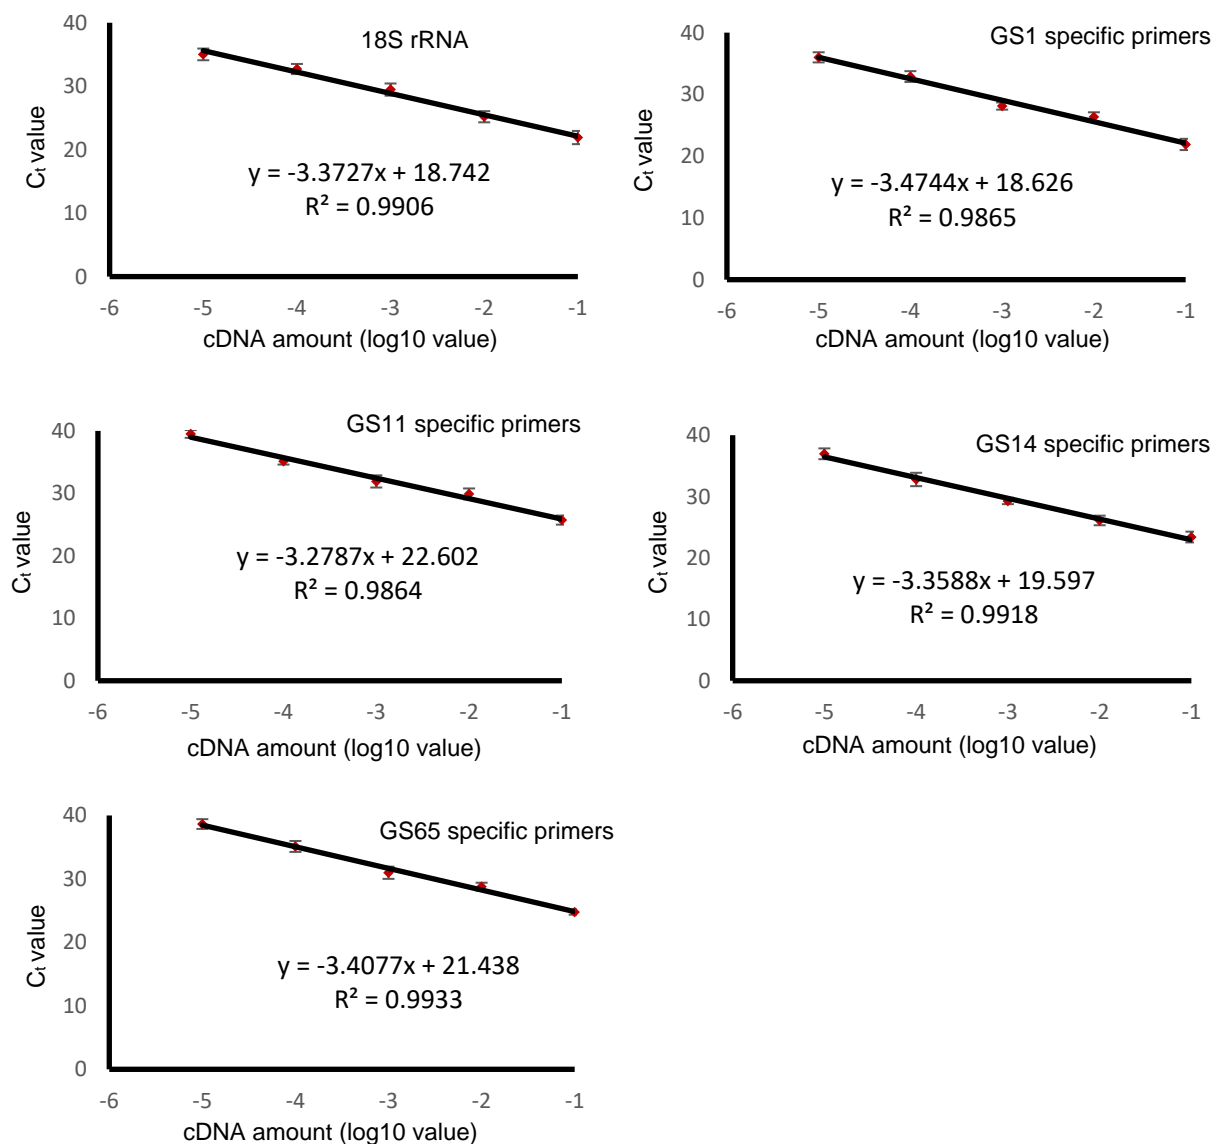 18S rRNA
40
30
20
10
0
Cₜ value
y = -3.3727x + 18.742
R² = 0.9906
-6 -5 -4 -3 -2 -1
cDNA amount (log10 value)
GS1 specific primers
40
30
20
10
0
Cₜ value
y = -3.4744x + 18.626
R² = 0.9865
-6 -5 -4 -3 -2 -1
cDNA amount (log10 value)
GS11 specific primers
40
30
20
10
0
Cₜ value
y = -3.2787x + 22.602
R² = 0.9864
-6 -5 -4 -3 -2 -1
cDNA amount (log10 value)
GS14 specific primers
40
30
20
10
0
Cₜ value
y = -3.3588x + 19.597
R² = 0.9918
-6 -5 -4 -3 -2 -1
cDNA amount (log10 value)
GS65 specific primers
40
30
20
10
0
Cₜ value
y = -3.4077x + 21.438
R² = 0.9933
-6 -5 -4 -3 -2 -1
cDNA amount (log10 value)